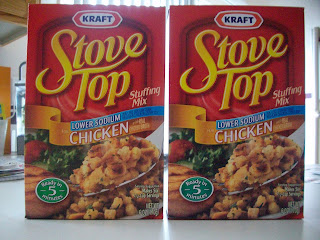 KRAFT
Stove
Top
Stuffing
Mix
LOWER SODIUM
CHICKEN
Ready in
5
minutes
KRAFT
Stove
Top
Stuffing
Mix
LOWER SODIUM
CHICKEN
Ready in
5
minutes